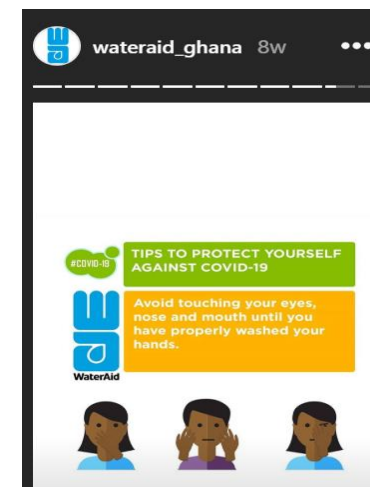 wateraid_ghana 8w
#COVID-19
TIPS TO PROTECT YOURSELF
AGAINST COVID-19
Avoid touching your eyes,
nose and mouth until you
have properly washed your
hands.
WaterAid